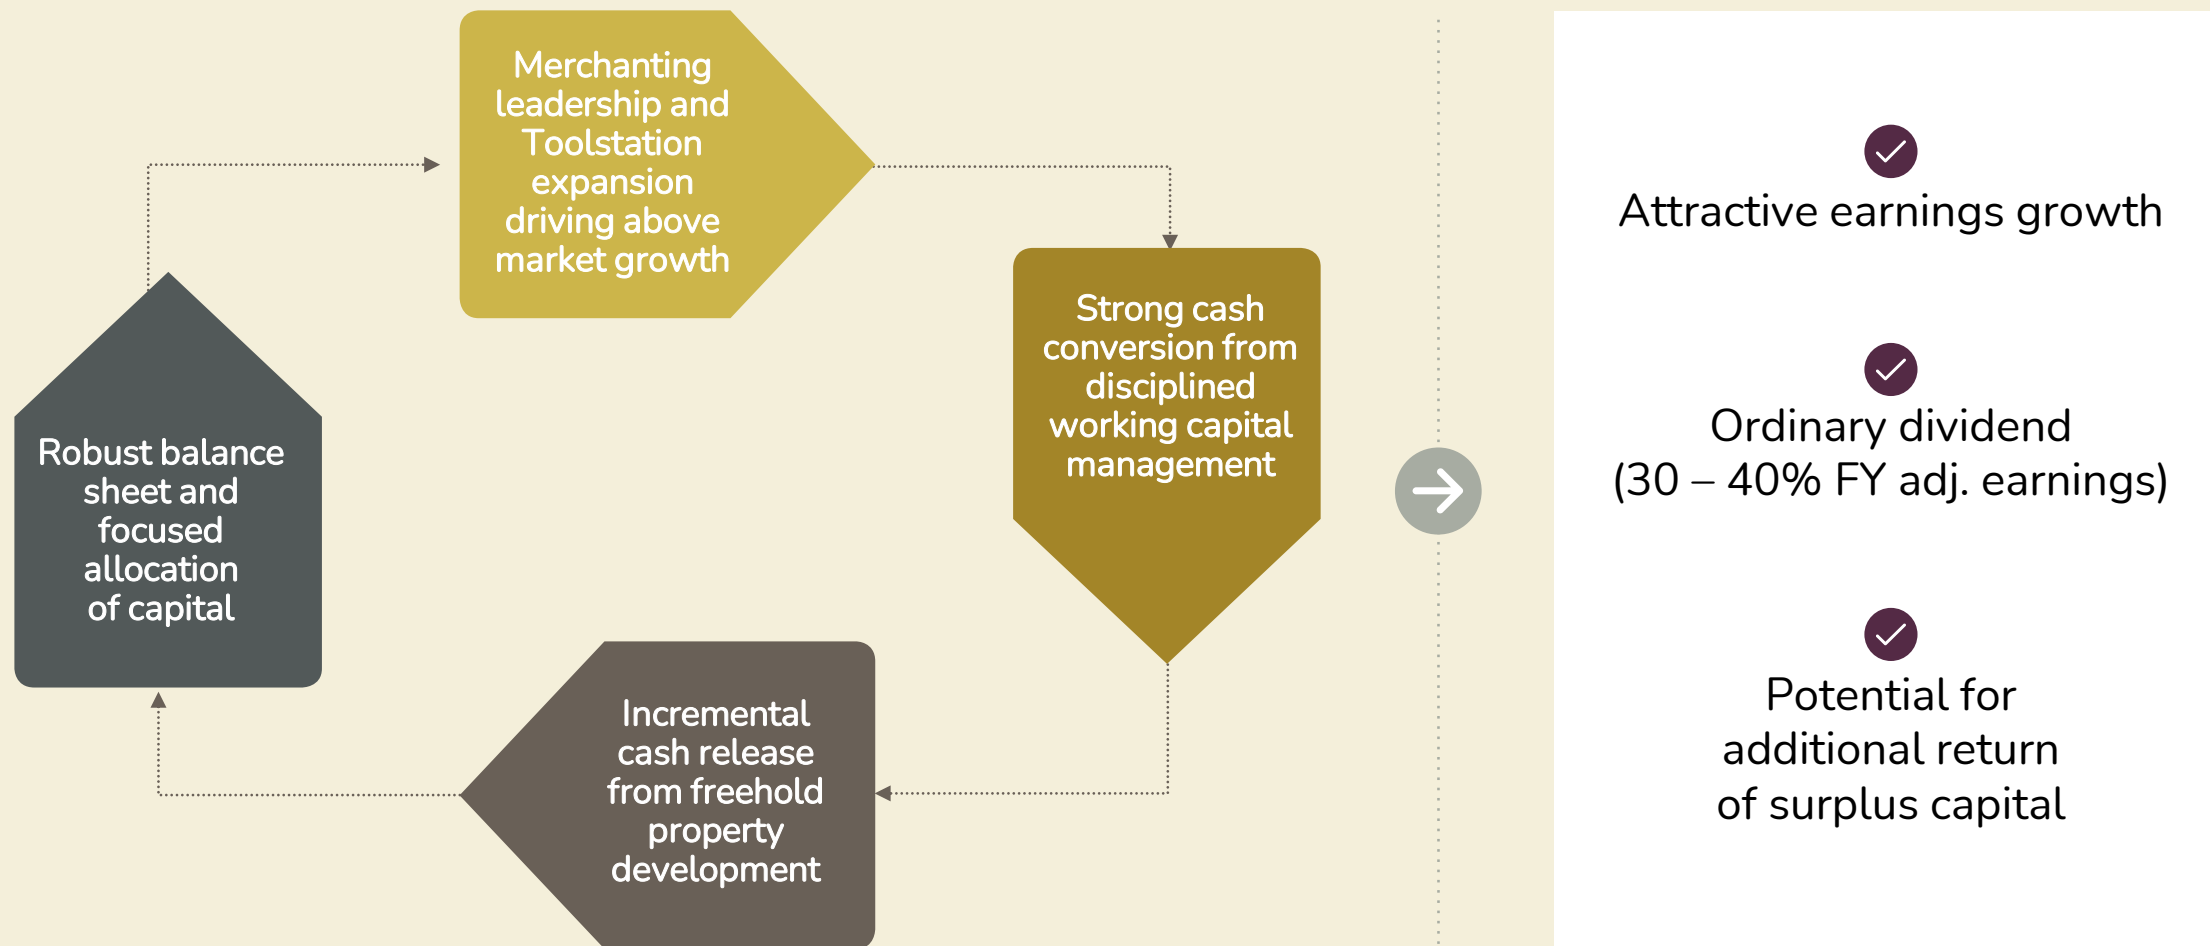 Merchanting
leadership and
Toolstation
expansion
driving above
market growth
Strong cash
conversion from
disciplined
working capital
management
Incremental
cash release
from freehold
property
development
Robust balance
sheet and
focused
allocation
of capital
Attractive earnings growth
Ordinary dividend
(30 – 40% FY adj. earnings)
Potential for
additional return
of surplus capital